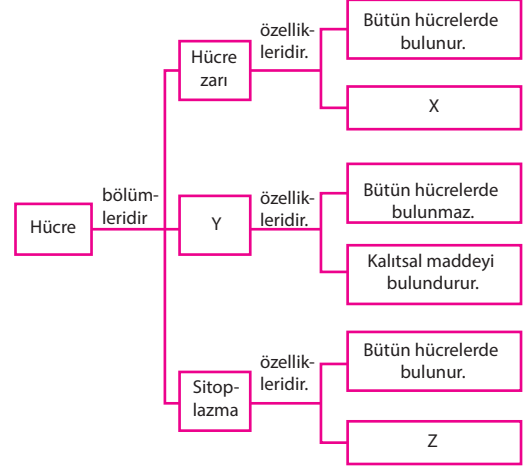 Hücre
bölüm-
leridir
Hücre
zarı
özellik-
leridir.
Bütün hücrelerde
bulunur.
X
Y
özellik-
leridir.
Bütün hücrelerde
bulunmaz.
Kalıtsal maddeyi
bulundurur.
Sitop-
lazma
özellik-
leridir.
Bütün hücrelerde
bulunur.
Z